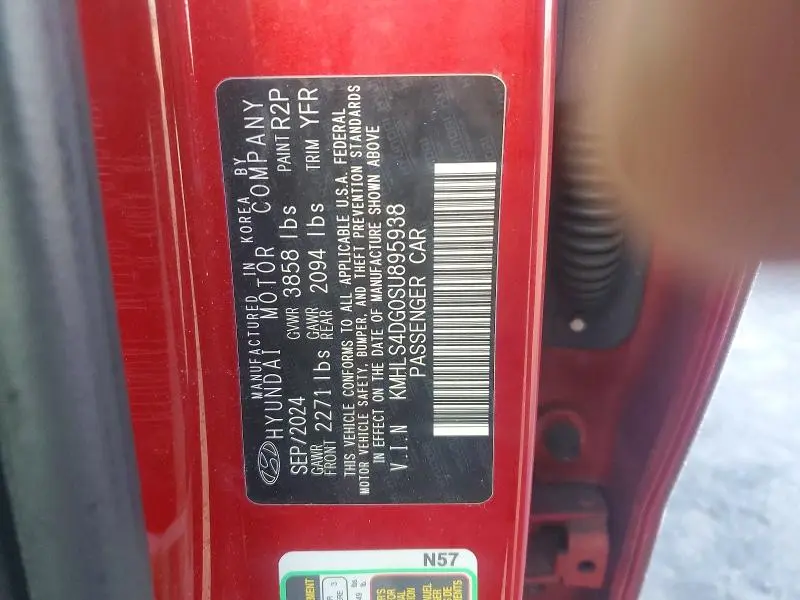 MANUFACTURED IN KOREA BY
HYUNDAI MOTOR COMPANY
SEP/2024 GVWR 3858 lbs PAINT R2P
GAWR FRONT 2271 lbs GAWR REAR 2094 lbs TRIM YFR
THIS VEHICLE CONFORMS TO ALL APPLICABLE U.S.A. FEDERAL
MOTOR VEHICLE SAFETY, BUMPER, AND THEFT PREVENTION STANDARDS
IN EFFECT ON THE DATE OF MANUFACTURE SHOWN ABOVE
V.I.N KMHLS4DG0SU895938
PASSENGER CAR
N57